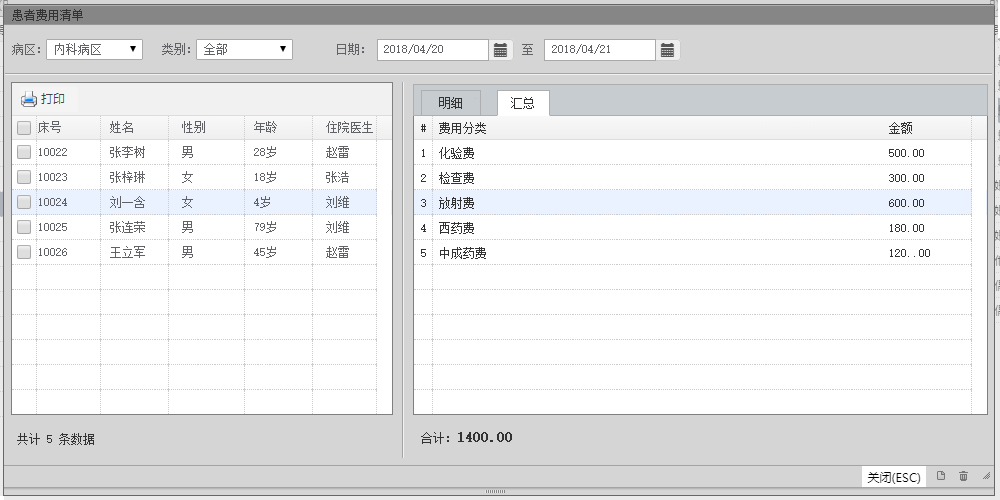 患者费用清单
病区: 内科病区 类别: 全部 日期: 2018/04/20 至 2018/04/21
打印
床号 姓名 性别 年龄 住院医生
10022 张李树 男 28岁 赵雷
10023 张梓琳 女 18岁 张浩
10024 刘一含 女 4岁 刘维
10025 张连荣 男 79岁 刘维
10026 王立军 男 45岁 赵雷
共计 5 条数据
明细 汇总
# 费用分类 金额
1 化验费 500.00
2 检查费 300.00
3 放射费 600.00
4 西药费 180.00
5 中成药费 120..00
合计: 1400.00
关闭(ESC)